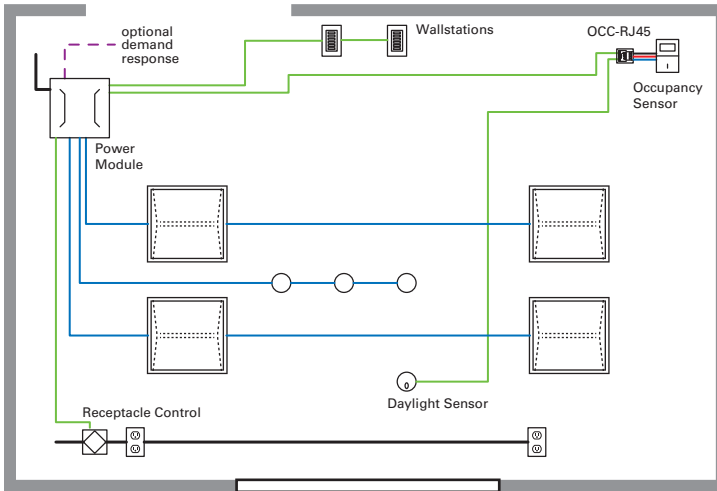 optional
demand
response
Wallstations
OCC-RJ45
Occupancy
Sensor
Power
Module
Daylight Sensor
Receptacle Control